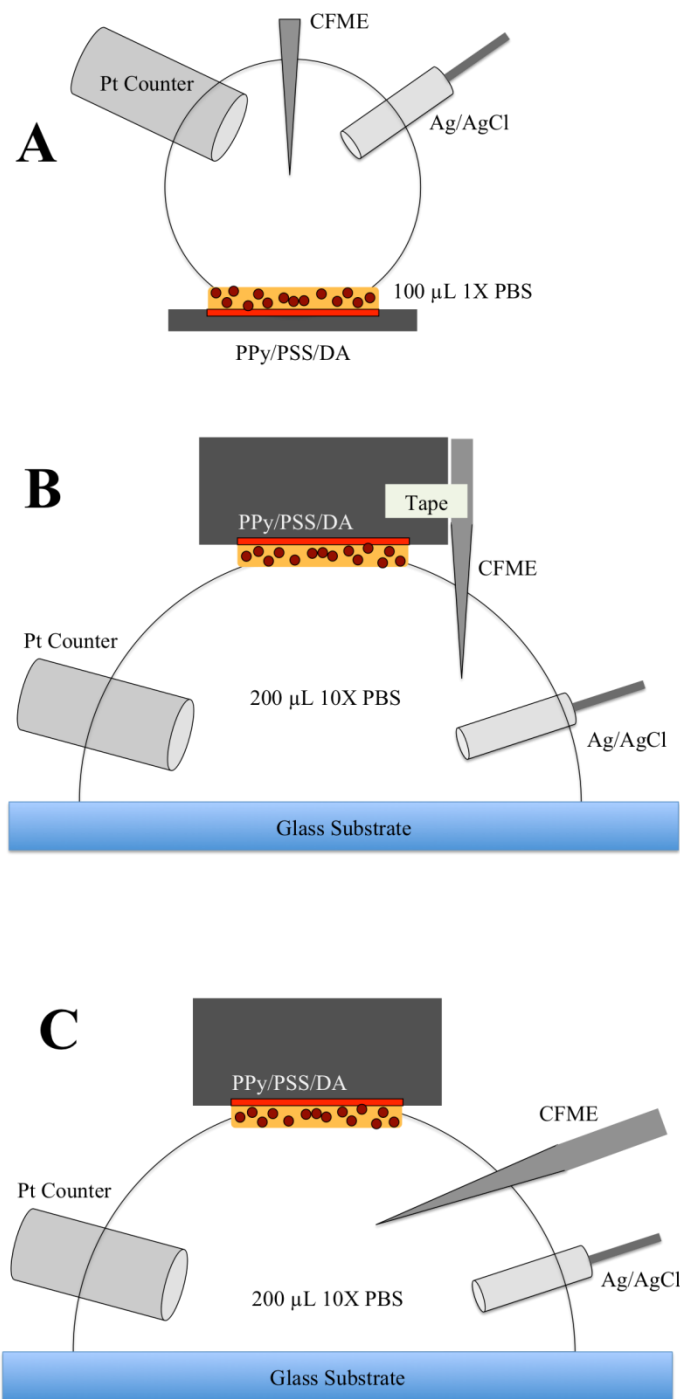 CFME
Pt Counter
Ag/AgCl
A
100 µL 1X PBS
PPy/PSS/DA
B
Tape
PPy/PSS/DA
CFME
Pt Counter
200 µL 10X PBS
Ag/AgCl
Glass Substrate
C
PPy/PSS/DA
CFME
Pt Counter
Ag/AgCl
200 µL 10X PBS
Glass Substrate